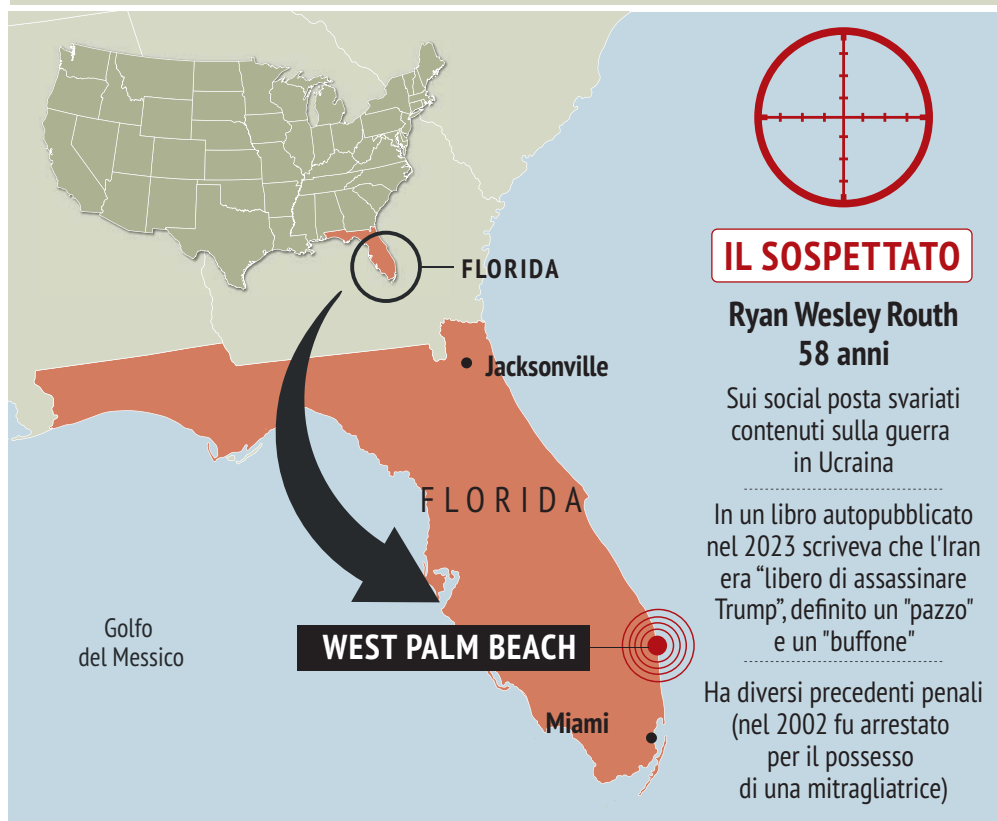 FLORIDA
Jacksonville
FLORIDA
Golfo
del Messico
WEST PALM BEACH
Miami
IL SOSPETTATO
Ryan Wesley Routh
58 anni
Sui social posta svariati
contenuti sulla guerra
in Ucraina
In un libro autopubblicato
nel 2023 scriveva che l'Iran
era “libero di assassinare
Trump”, definito un "pazzo"
e un "buffone"
Ha diversi precedenti penali
(nel 2002 fu arrestato
per il possesso
di una mitragliatrice)